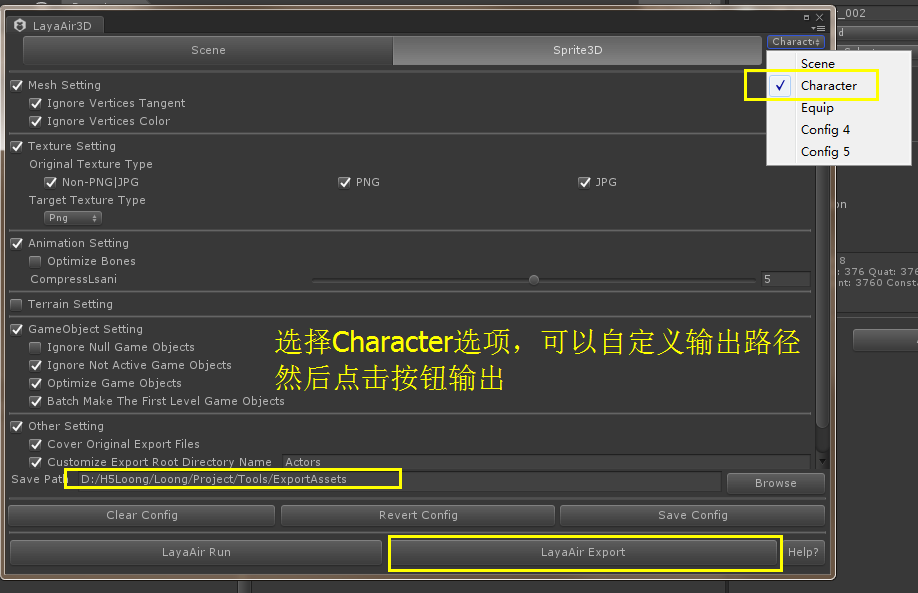 _002
LayaAir3D
d
Scene
Sprite3D
Charact
Scene
Character
Equip
Config 4
Config 5
Mesh Setting
Ignore Vertices Tangent
Ignore Vertices Color
Texture Setting
Original Texture Type
Non-PNG|JPG
PNG
JPG
Target Texture Type
Png
on
Animation Setting
Optimize Bones
CompressLsani
5
8
: 376 Quat: 376
nt: 3760 Consta
Terrain Setting
GameObject Setting
Ignore Null Game Objects
Ignore Not Active Game Objects
Optimize Game Objects
Batch Make The First Level Game Objects
选择Character选项，可以自定义输出路径
然后点击按钮输出
Other Setting
Cover Original Export Files
Customize Export Root Directory Name
Actors
Save Path
D:/H5Loong/Loong/Project/Tools/ExportAssets
Browse
Clear Config
Revert Config
Save Config
LayaAir Run
LayaAir Export
Help?